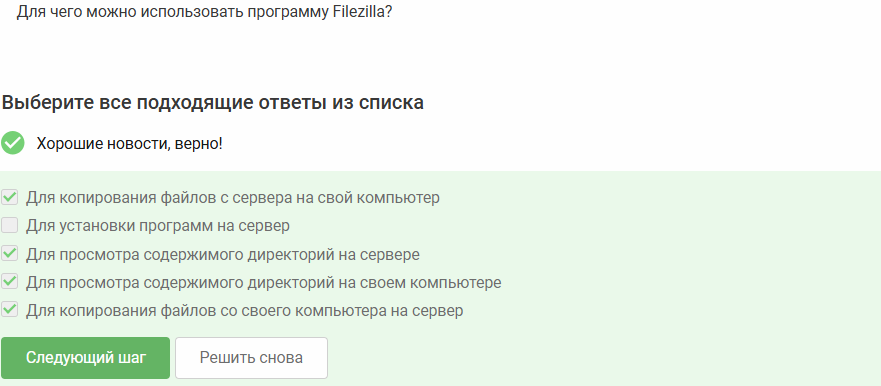 Для чего можно использовать программу Filezilla?
Выберите все подходящие ответы из списка
Хорошие новости, верно!
Для копирования файлов с сервера на свой компьютер
Для установки программ на сервер
Для просмотра содержимого директорий на сервере
Для просмотра содержимого директорий на своем компьютере
Для копирования файлов со своего компьютера на сервер
Следующий шаг
Решить снова